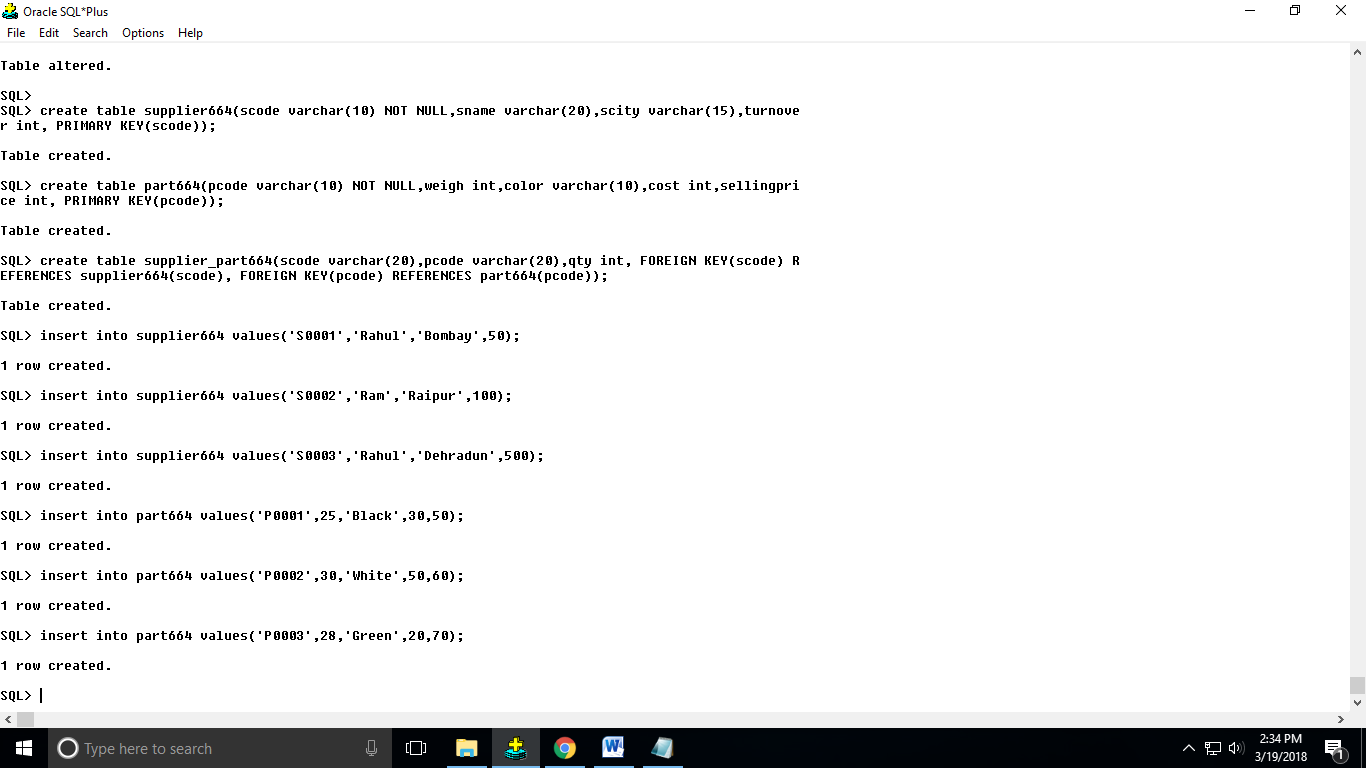 Oracle SQL*Plus
File Edit Search Options Help
Table altered.
SQL>
SQL> create table supplier664(scode varchar(10) NOT NULL,sname varchar(20),scity varchar(15),turnove
r int, PRIMARY KEY(scode));
Table created.
SQL> create table part664(pcode varchar(10) NOT NULL,weigh int,color varchar(10),cost int,sellingpri
ce int, PRIMARY KEY(pcode));
Table created.
SQL> create table supplier_part664(scode varchar(20),pcode varchar(20),qty int, FOREIGN KEY(scode) R
EFERENCES supplier664(scode), FOREIGN KEY(pcode) REFERENCES part664(pcode));
Table created.
SQL> insert into supplier664 values('S0001','Rahul','Bombay',50);
1 row created.
SQL> insert into supplier664 values('S0002','Ram','Raipur',100);
1 row created.
SQL> insert into supplier664 values('S0003','Rahul','Dehradun',500);
1 row created.
SQL> insert into part664 values('P0001',25,'Black',30,50);
1 row created.
SQL> insert into part664 values('P0002',30,'White',50,60);
1 row created.
SQL> insert into part664 values('P0003',28,'Green',20,70);
1 row created.
SQL>
Type here to search
2:34 PM
3/19/2018
1